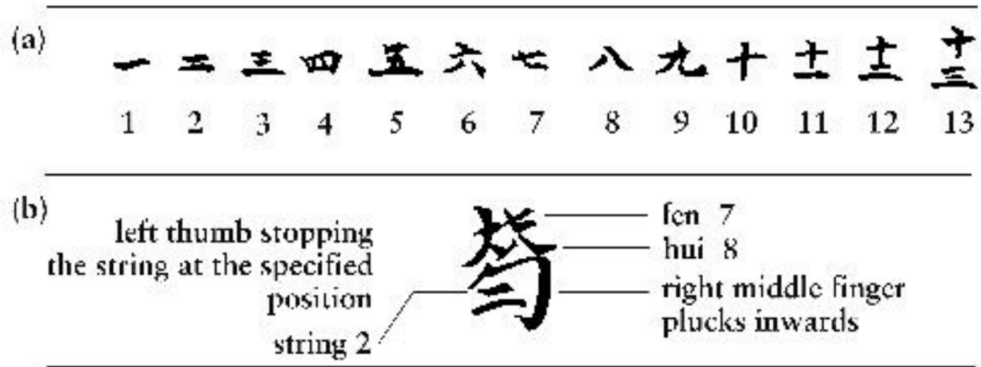 (a)
一 二 三 四 五 六 七 八 九 十 十一 十二 十三
1 2 3 4 5 6 7 8 9 10 11 12 13
(b)
left thumb stopping
the string at the specified
position
string 2
fen 7
hui 8
right middle finger
plucks inwards